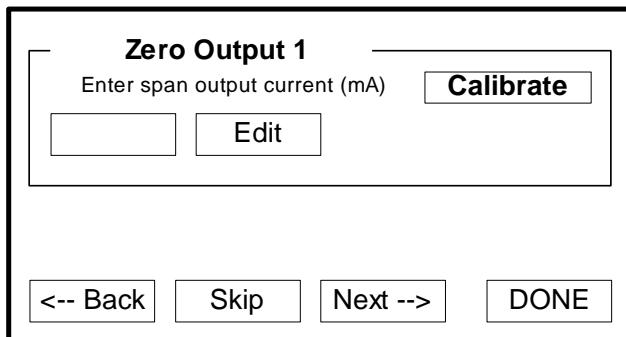 Zero Output 1
Enter span output current (mA)
Calibrate
Edit
<-- Back
Skip
Next -->
DONE